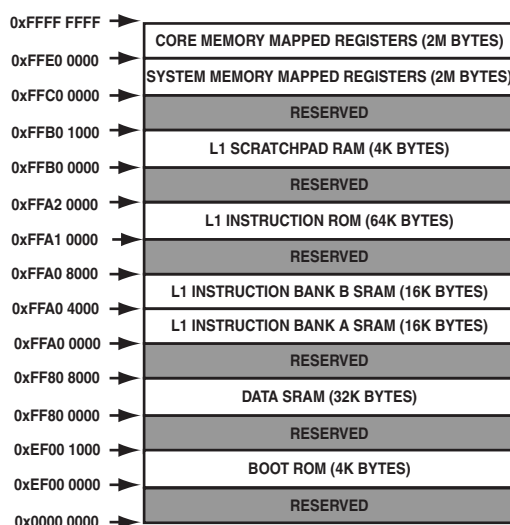 0xFFFF FFFF
CORE MEMORY MAPPED REGISTERS (2M BYTES)
0xFFE0 0000
SYSTEM MEMORY MAPPED REGISTERS (2M BYTES)
0xFFC0 0000
RESERVED
0xFFB0 1000
L1 SCRATCHPAD RAM (4K BYTES)
0xFFB0 0000
RESERVED
0xFFA2 0000
L1 INSTRUCTION ROM (64K BYTES)
0xFFA1 0000
RESERVED
0xFFA0 8000
L1 INSTRUCTION BANK B SRAM (16K BYTES)
0xFFA0 4000
L1 INSTRUCTION BANK A SRAM (16K BYTES)
0xFFA0 0000
RESERVED
0xFF80 8000
DATA SRAM (32K BYTES)
0xFF80 0000
RESERVED
0xEF00 1000
BOOT ROM (4K BYTES)
0xEF00 0000
RESERVED
0x0000 0000